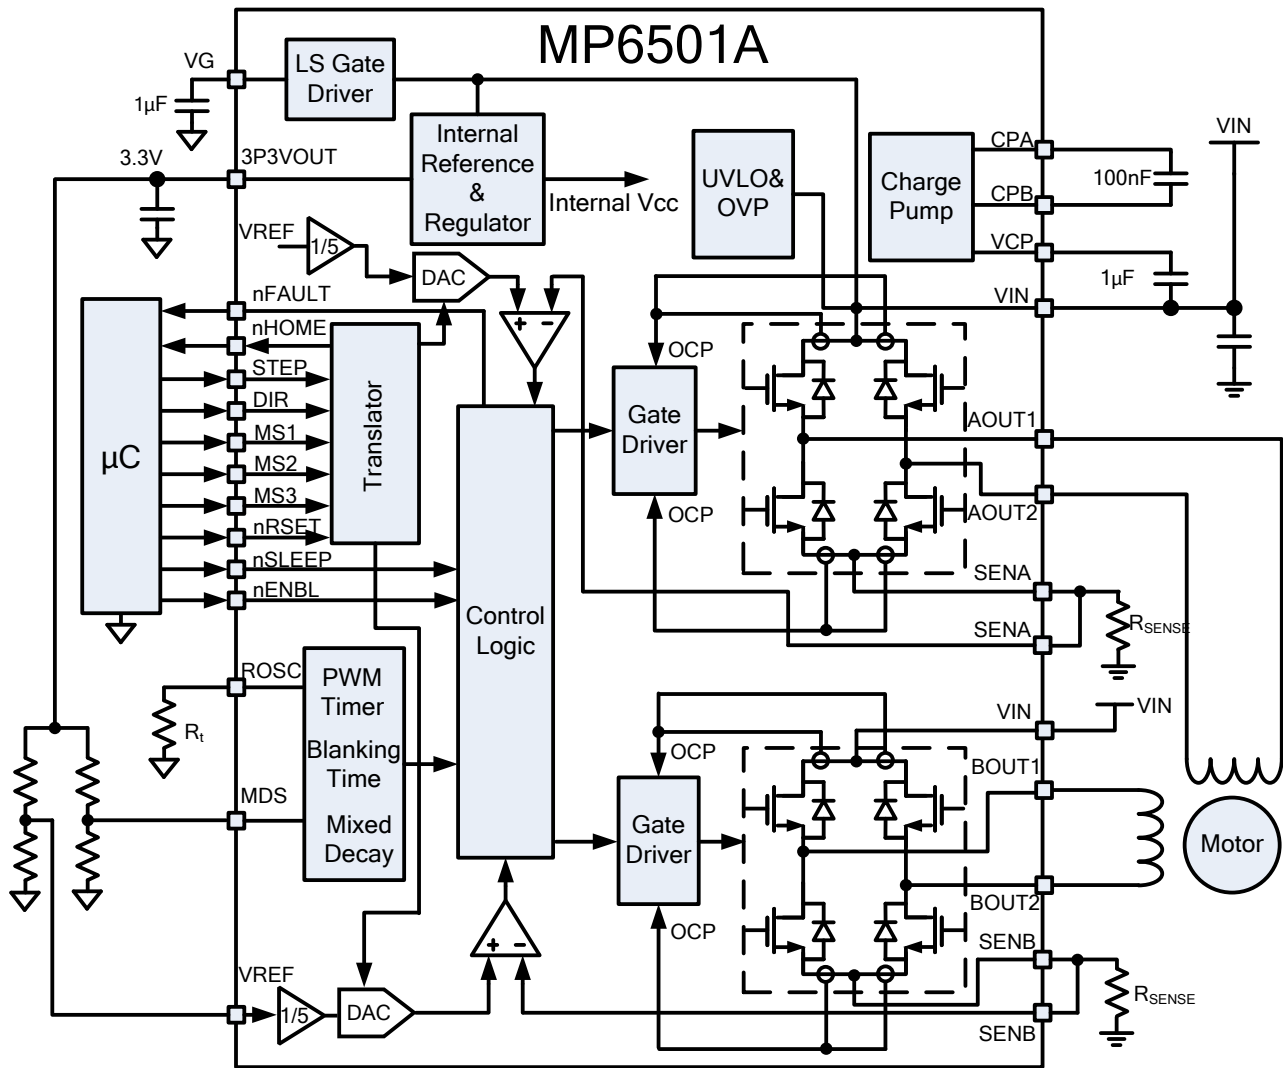 MP6501A
VG
LS Gate
Driver
1µF
3.3V
3P3VOUT
Internal
Reference
&
Regulator
Internal Vcc
UVLO&
OVP
Charge
Pump
CPA
CPB
VCP
100nF
1µF
VIN
VIN
VREF
1/5
DAC
+ −
nFAULT
nHOME
STEP
DIR
MS1
MS2
MS3
nRSET
nSLEEP
nENBL
µC
Translator
Control
Logic
OCP
Gate
Driver
OCP
AOUT1
AOUT2
SENA
SENA
RSENSE
ROSC
Rt
MDS
PWM
Timer
Blanking
Time
Mixed
Decay
OCP
Gate
Driver
OCP
VIN
VIN
BOUT1
BOUT2
Motor
SENB
SENB
RSENSE
VREF
1/5
DAC
+ −